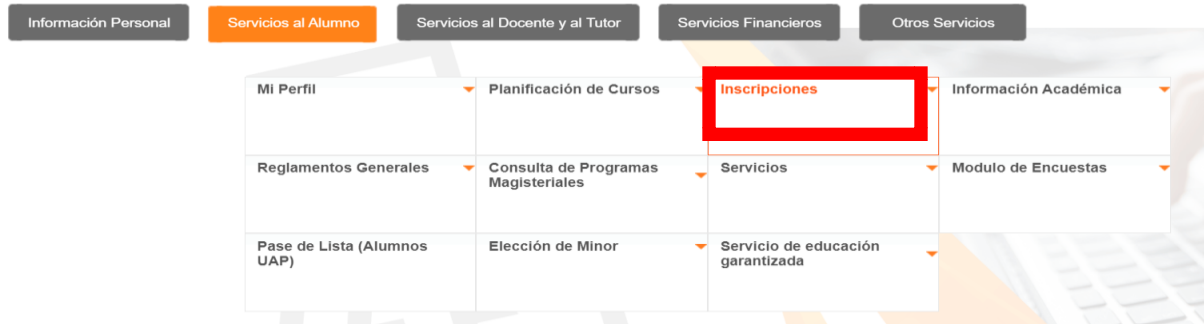 Información Personal
Servicios al Alumno
Servicios al Docente y al Tutor
Servicios Financieros
Otros Servicios
Mi Perfil
Planificación de Cursos
Inscripciones
Información Académica
Reglamentos Generales
Consulta de Programas
Magisteriales
Servicios
Modulo de Encuestas
Pase de Lista (Alumnos
UAP)
Elección de Minor
Servicio de educación
garantizada